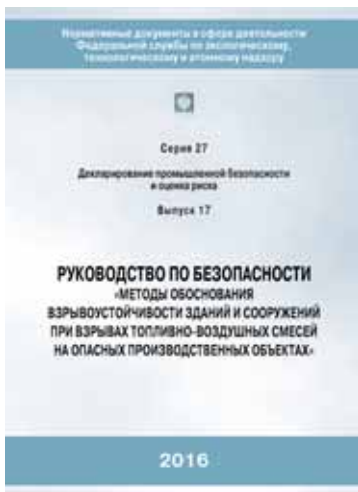 Нормативные документы в сфере деятельности
Федеральной службы по экологическому,
технологическому и атомному надзору
Серия 27
Декларирование промышленной безопасности
и оценка риска
Выпуск 17
РУКОВОДСТВО ПО БЕЗОПАСНОСТИ
«МЕТОДЫ ОБОСНОВАНИЯ
ВЗРЫВОУСТОЙЧИВОСТИ ЗДАНИЙ И СООРУЖЕНИЙ
ПРИ ВЗРЫВАХ ТОПЛИВНО-ВОЗДУШНЫХ СМЕСЕЙ
НА ОПАСНЫХ ПРОИЗВОДСТВЕННЫХ ОБЪЕКТАХ»
2016